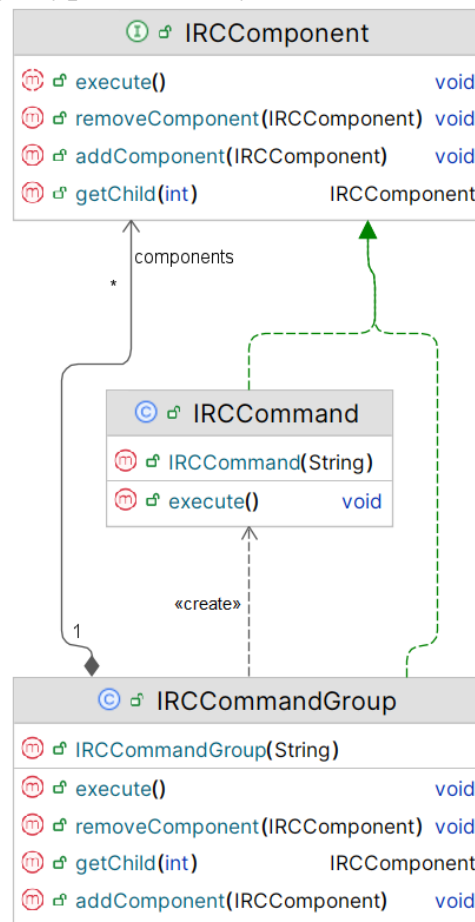 IRCComponent
execute() void
removeComponent(IRCComponent) void
addComponent(IRCComponent) void
getChild(int) IRCComponent
components
*
IRCCommand
IRCCommand(String)
execute() void
«create»
1
IRCCommandGroup
IRCCommandGroup(String)
execute() void
removeComponent(IRCComponent) void
getChild(int) IRCComponent
addComponent(IRCComponent) void